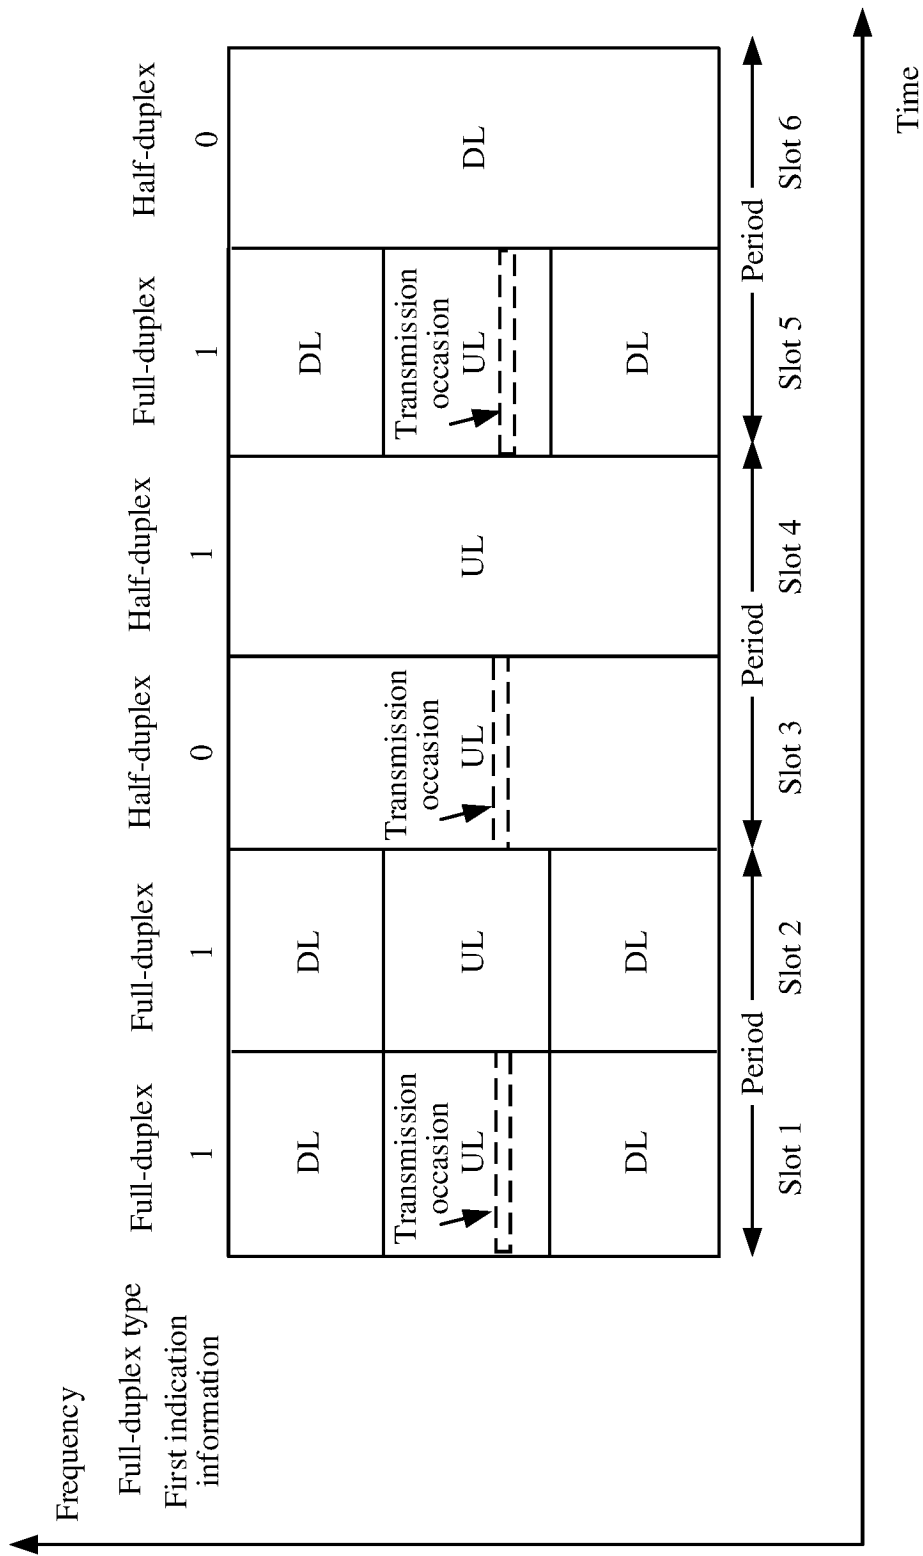 Frequency
Full-duplex type
Full-duplex
Full-duplex
Half-duplex
Half-duplex
Full-duplex
Half-duplex
First indication
information
1
1
0
1
1
0
DL
DL
DL
Transmission
occasion
UL
UL
Transmission
occasion
UL
UL
Transmission
occasion
UL
DL
DL
DL
DL
Period
Period
Period
Slot 1
Slot 2
Slot 3
Slot 4
Slot 5
Slot 6
Time